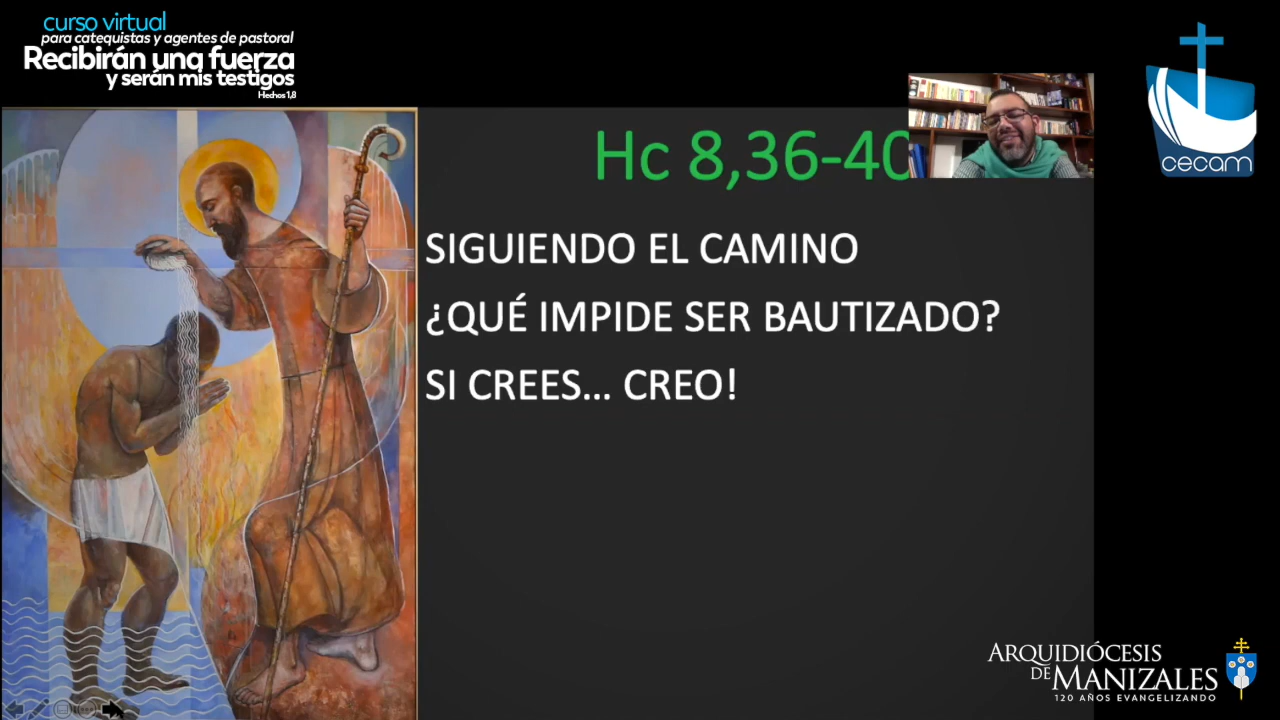 curso virtual
para catequistas y agentes de pastoral
Recibirán una fuerza
y serán mis testigos
Hechos 1,8
cecam
Hc 8,36-40
SIGUIENDO EL CAMINO
¿QUÉ IMPIDE SER BAUTIZADO?
SI CREES... CREO!
ARQUIDIÓCESIS
DE MANIZALES
120 AÑOS EVANGELIZANDO